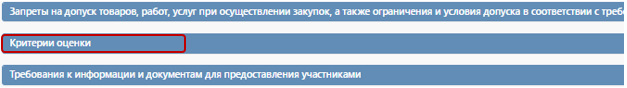 Запреты на допуск товаров, работ, услуг при осуществлении закупок, а также ограничения и условия допуска в соответствии с
Критерии оценки
Требования к информации и документам для предоставления участниками